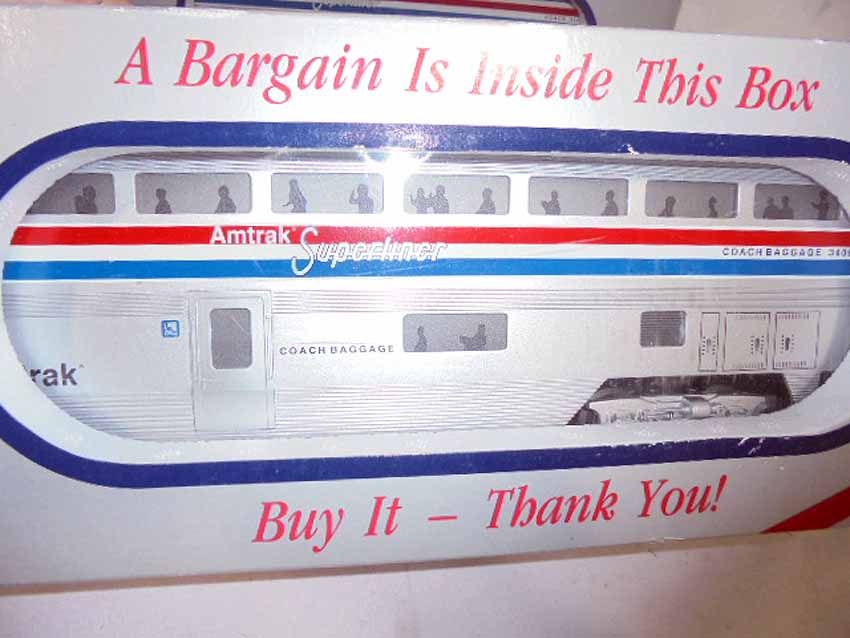 A Bargain Is Inside This Box
Amtrak Superliner
COACH BAGGAGE
COACH BAGGAGE
rak
Buy It – Thank You!